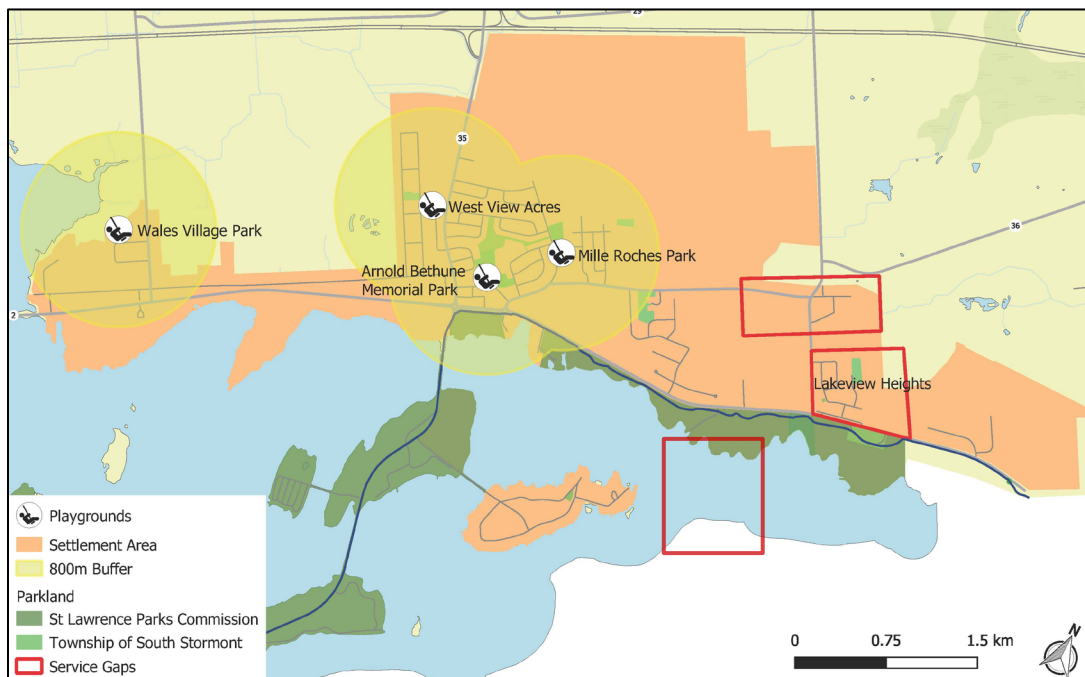 29
35
36
West View Acres
Wales Village Park
Mille Roches Park
Arnold Bethune
Memorial Park
2
Lakeview Heights
Playgrounds
Settlement Area
800m Buffer
Parkland
St Lawrence Parks Commission
Township of South Stormont
Service Gaps
0 0.75 1.5 km
N